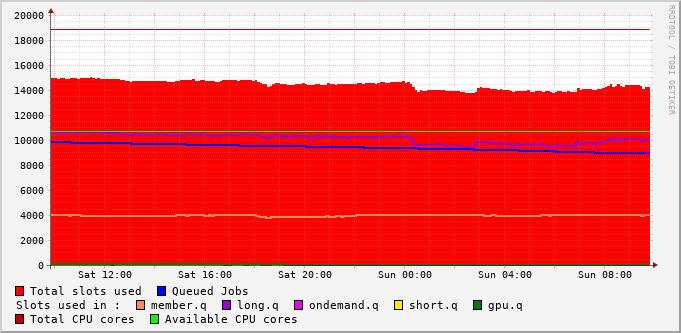 20000
18000
16000
14000
12000
10000
8000
6000
4000
2000
0
Sat 12:00 Sat 16:00 Sat 20:00 Sun 00:00 Sun 04:00 Sun 08:00
RRDTOOL / TOBI OETIKER
Total slots used Queued Jobs
Slots used in : member.q long.q ondemand.q short.q gpu.q
Total CPU cores Available CPU cores